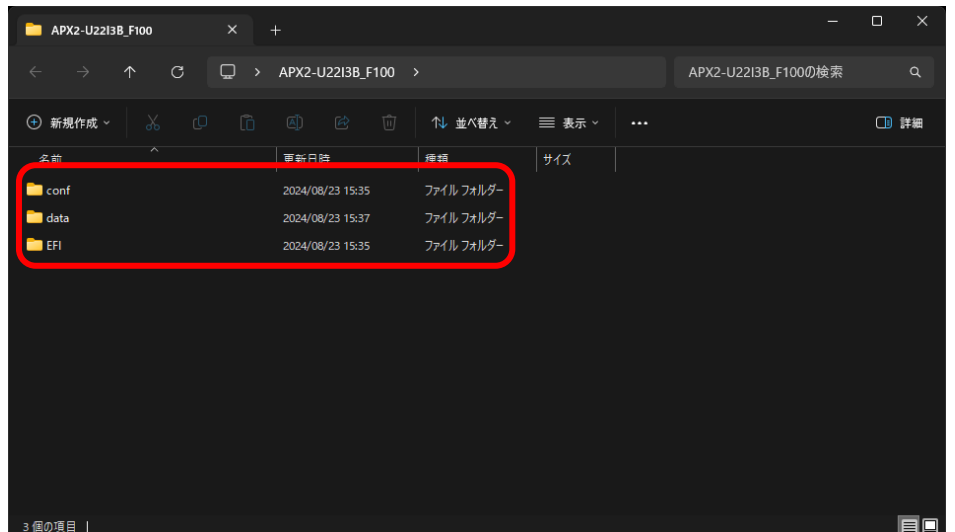 APX2-U22I3B_F100
APX2-U22I3B_F100 APX2-U22I3B_F100の検索
新規作成 並べ替え 表示 詳細
名前 更新日時 種類 サイズ
conf 2024/08/23 15:35 ファイル フォルダー
data 2024/08/23 15:37 ファイル フォルダー
EFI 2024/08/23 15:35 ファイル フォルダー
3 個の項目